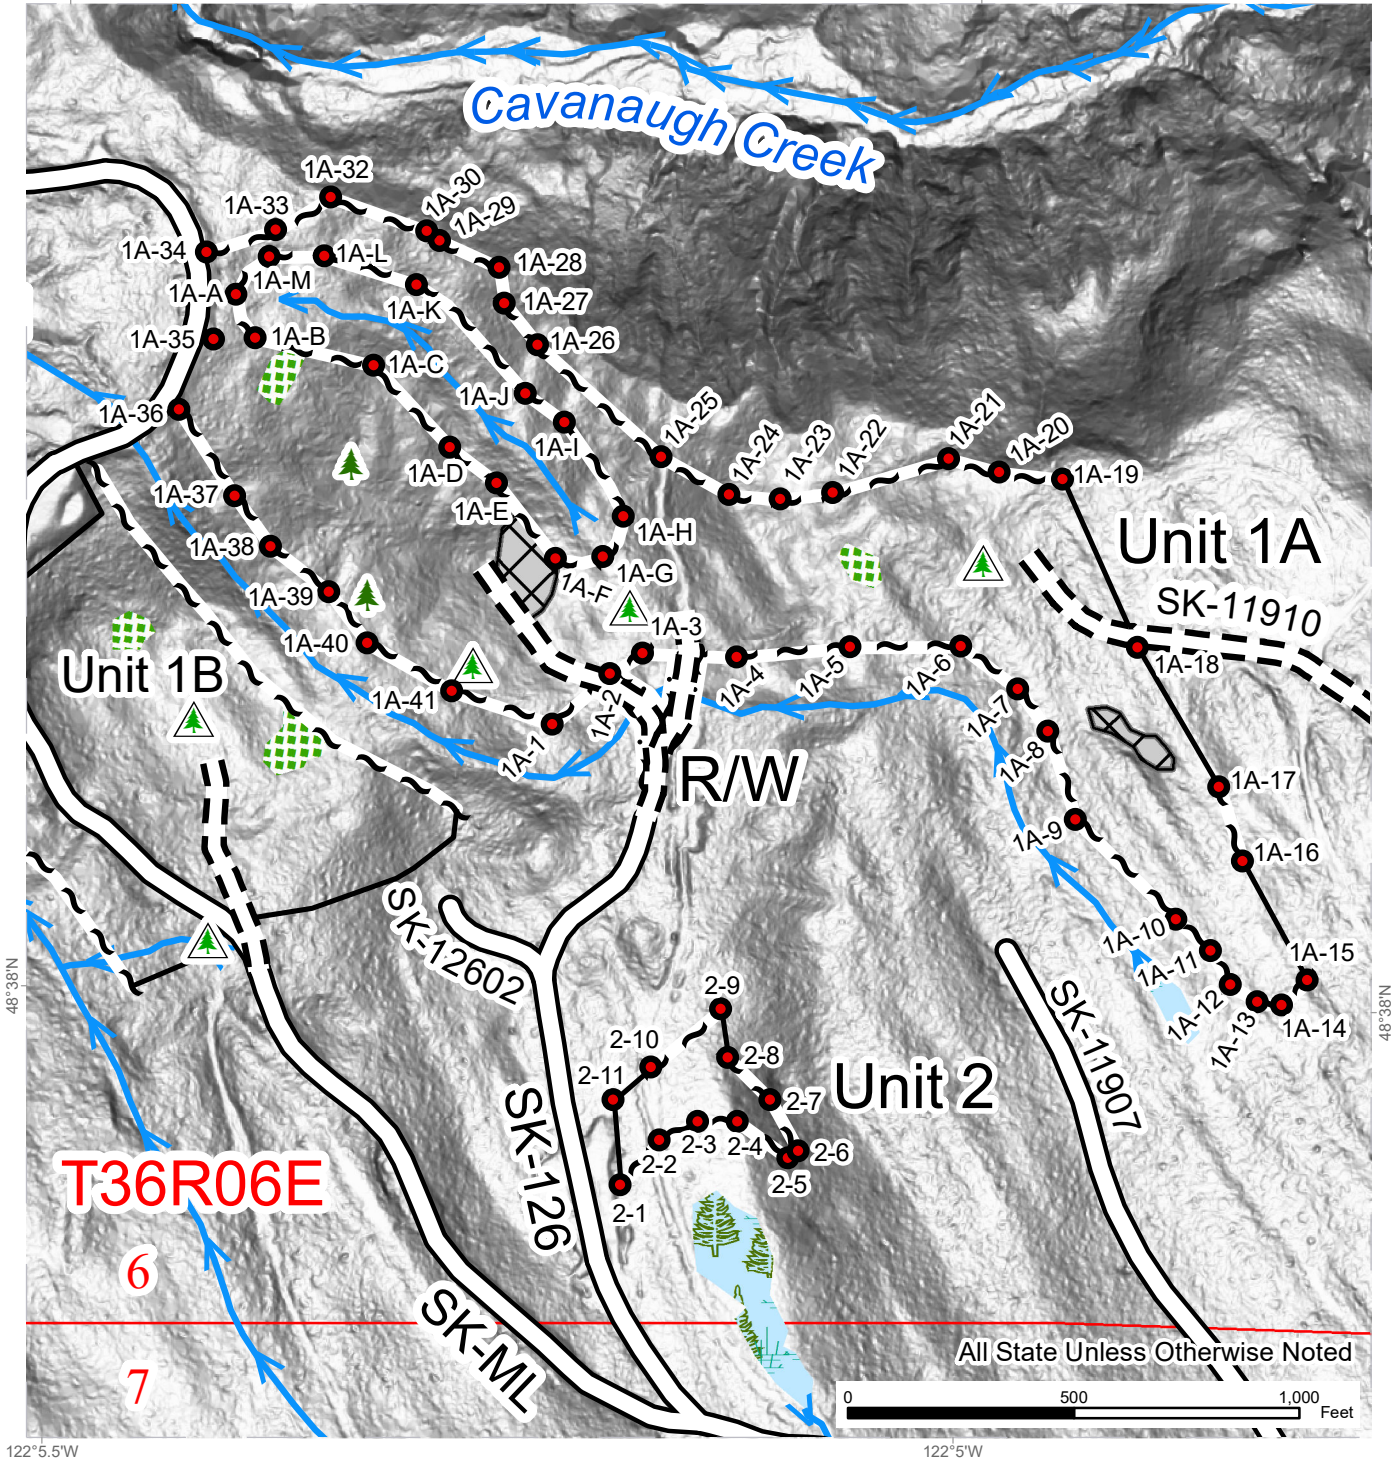 Cavanaugh Creek
1A-32
1A-30
1A-29
1A-33
1A-34
1A-L
1A-28
1A-M
1A-A
1A-27
1A-K
1A-35
1A-B
1A-26
1A-C
1A-J
1A-36
1A-25
1A-I
1A-21
1A-20
1A-D
1A-24
1A-23
1A-22
1A-19
1A-37
1A-E
1A-H
Unit 1A
1A-38
1A-G
1A-F
1A-39
SK-11910
1A-3
1A-40
1A-18
Unit 1B
1A-4
1A-5
1A-6
1A-41
1A-2
1A-7
1A-1
1A-8
R/W
1A-17
1A-9
1A-16
SK-12602
1A-10
1A-11
1A-15
48°38'N
48°38'N
1A-12
1A-13
1A-14
2-9
SK-11907
2-10
2-8
2-11
Unit 2
2-7
SK-126
2-3
2-4
2-2
2-6
2-5
T36R06E
2-1
6
SK-ML
All State Unless Otherwise Noted
7
0 500 1,000
Feet
122°5.5'W
122°5'W